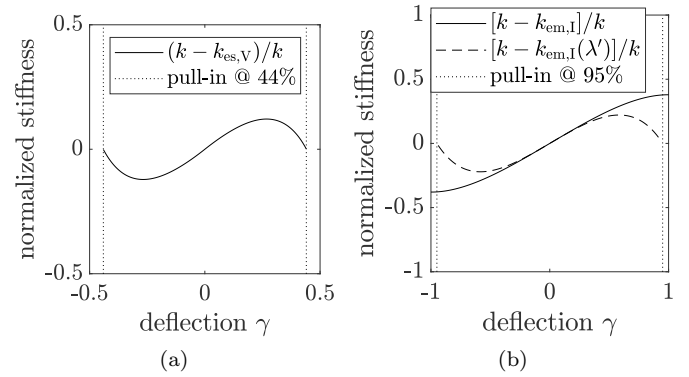 0.5
(k − k_es,V)/k
pull-in @ 44%
normalized stiffness
0
-0.5
-0.5
0
0.5
deflection γ
(a)
1
[k − k_em,I]/k
[k − k_em,I(λ′)]/k
pull-in @ 95%
normalized stiffness
0.5
0
-0.5
-1
-1
0
1
deflection γ
(b)